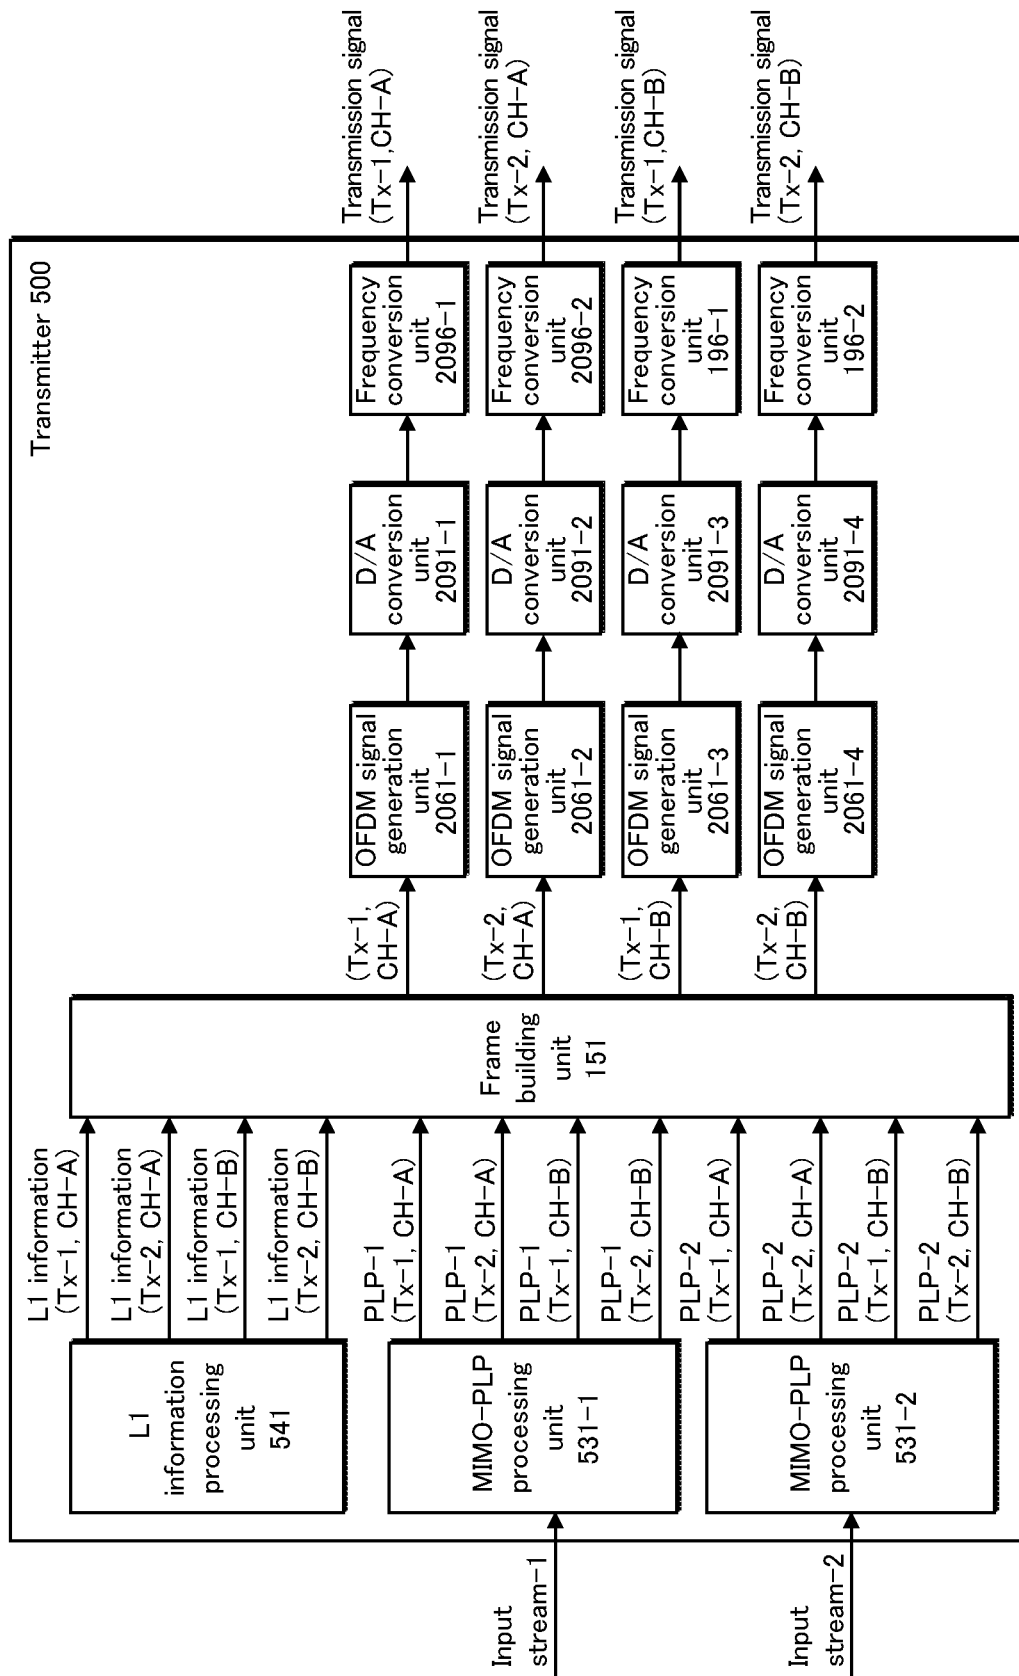 Transmitter 500
Input
stream-1
Input
stream-2
L1
information
processing
unit
541
MIMO-PLP
processing
unit
531-1
MIMO-PLP
processing
unit
531-2
L1 information
(Tx-1, CH-A)
L1 information
(Tx-2, CH-A)
L1 information
(Tx-1, CH-B)
L1 information
(Tx-2, CH-B)
PLP-1
(Tx-1, CH-A)
PLP-1
(Tx-2, CH-A)
PLP-1
(Tx-1, CH-B)
PLP-1
(Tx-2, CH-B)
PLP-2
(Tx-1, CH-A)
PLP-2
(Tx-2, CH-A)
PLP-2
(Tx-1, CH-B)
PLP-2
(Tx-2, CH-B)
Frame
building
unit
151
(Tx-1,
CH-A)
(Tx-2,
CH-A)
(Tx-1,
CH-B)
(Tx-2,
CH-B)
OFDM signal
generation
unit
2061-1
OFDM signal
generation
unit
2061-2
OFDM signal
generation
unit
2061-3
OFDM signal
generation
unit
2061-4
D/A
conversion
unit
2091-1
D/A
conversion
unit
2091-2
D/A
conversion
unit
2091-3
D/A
conversion
unit
2091-4
Frequency
conversion
unit
2096-1
Frequency
conversion
unit
2096-2
Frequency
conversion
unit
196-1
Frequency
conversion
unit
196-2
Transmission signal
(Tx-1,CH-A)
Transmission signal
(Tx-2, CH-A)
Transmission signal
(Tx-1,CH-B)
Transmission signal
(Tx-2, CH-B)